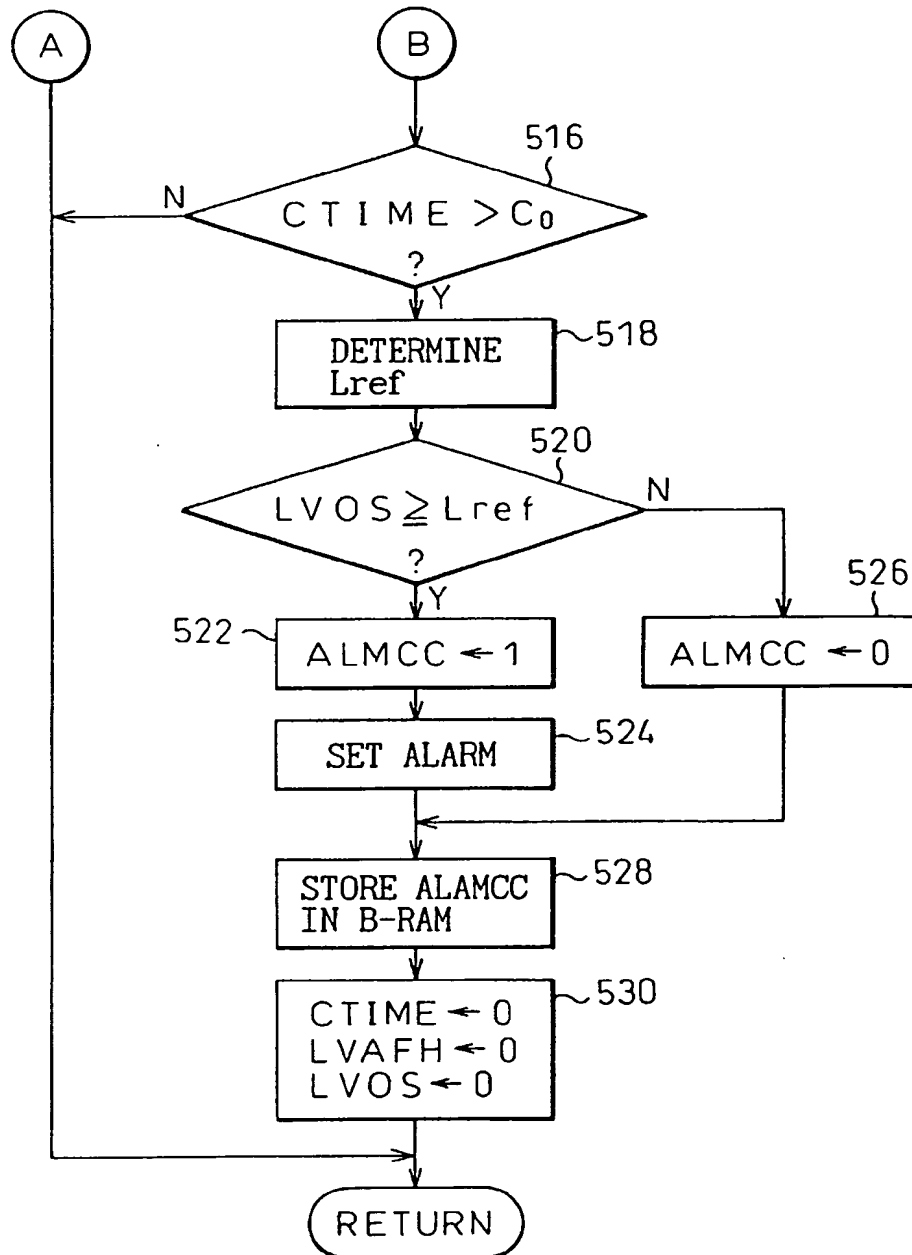 A
B
516
N
CTIME > C₀
?
Y
DETERMINE
Lref
518
520
LVOS ≧ Lref
N
?
Y
526
522
ALMCC ← 1
ALMCC ← 0
SET ALARM
524
STORE ALAMCC
IN B-RAM
528
CTIME ← 0
LVAFH ← 0
LVOS ← 0
530
RETURN